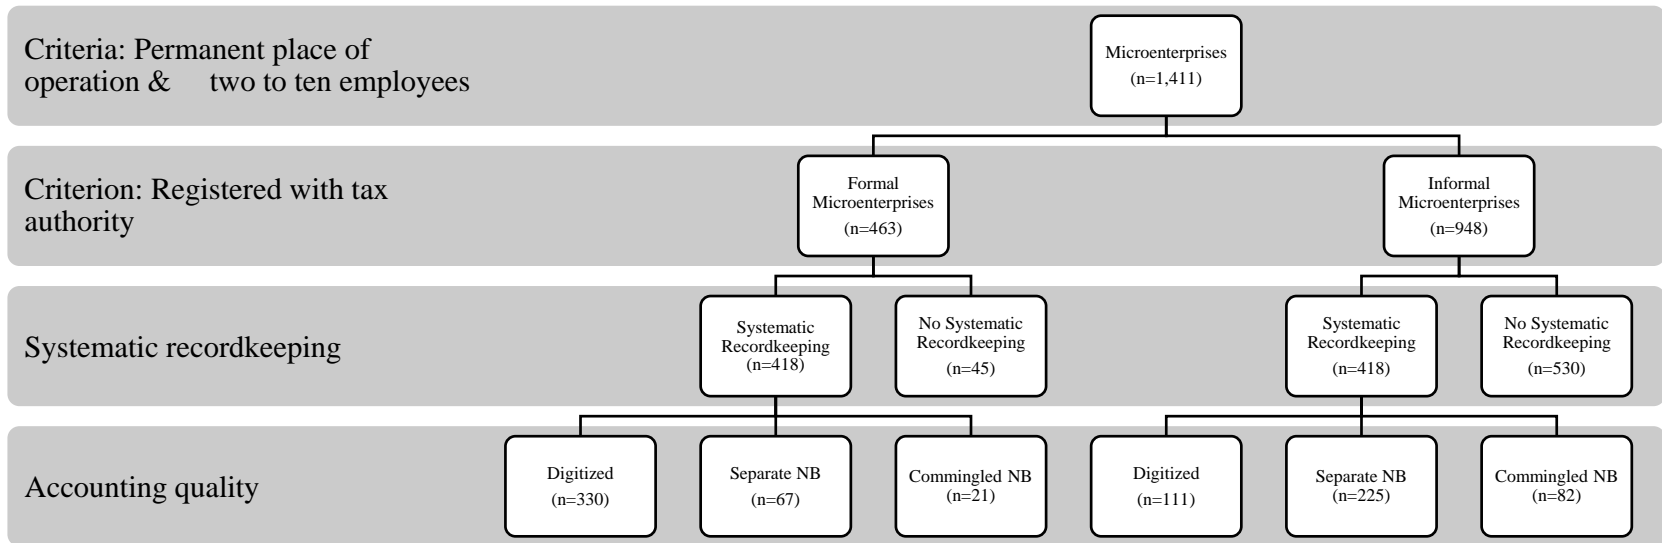 Criteria: Permanent place of
operation & two to ten employees
Microenterprises
(n=1,411)
Criterion: Registered with tax
authority
Formal
Microenterprises
(n=463)
Informal
Microenterprises
(n=948)
Systematic recordkeeping
Systematic
Recordkeeping
(n=418)
No Systematic
Recordkeeping
(n=45)
Systematic
Recordkeeping
(n=418)
No Systematic
Recordkeeping
(n=530)
Accounting quality
Digitized
(n=330)
Separate NB
(n=67)
Commingled NB
(n=21)
Digitized
(n=111)
Separate NB
(n=225)
Commingled NB
(n=82)